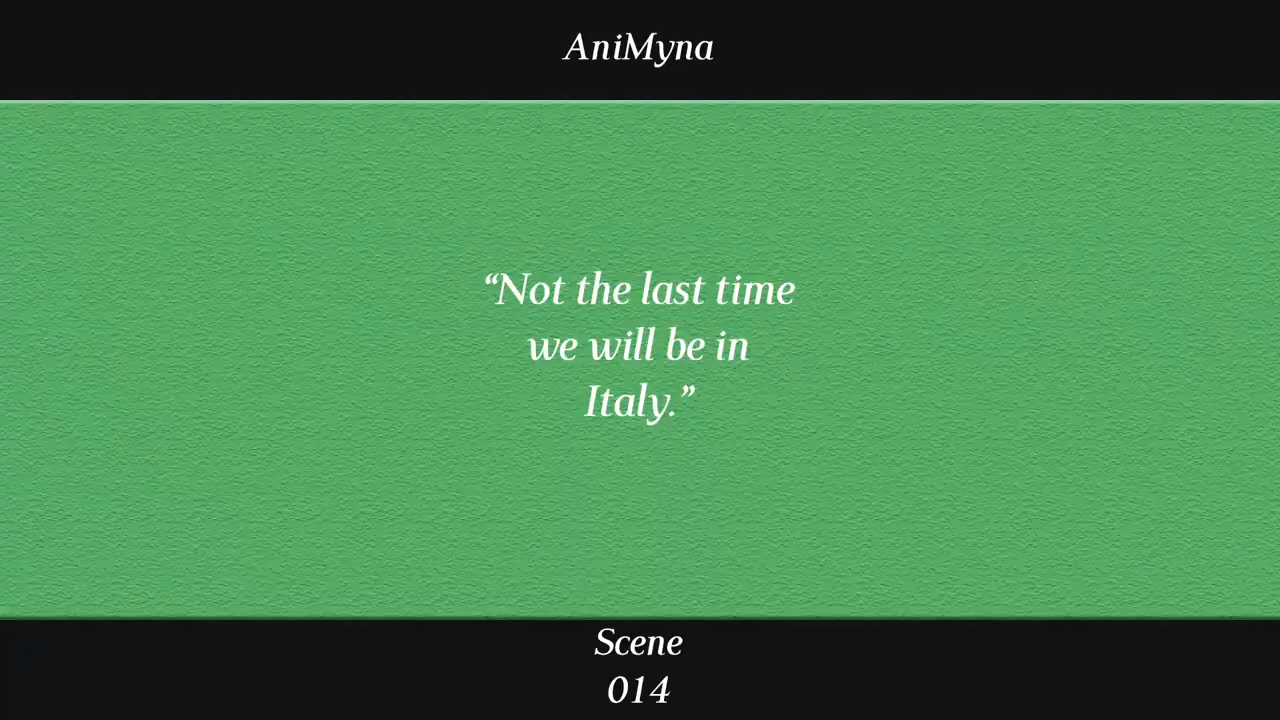 AniMyna
“Not the last time
we will be in
Italy.”
Scene
014